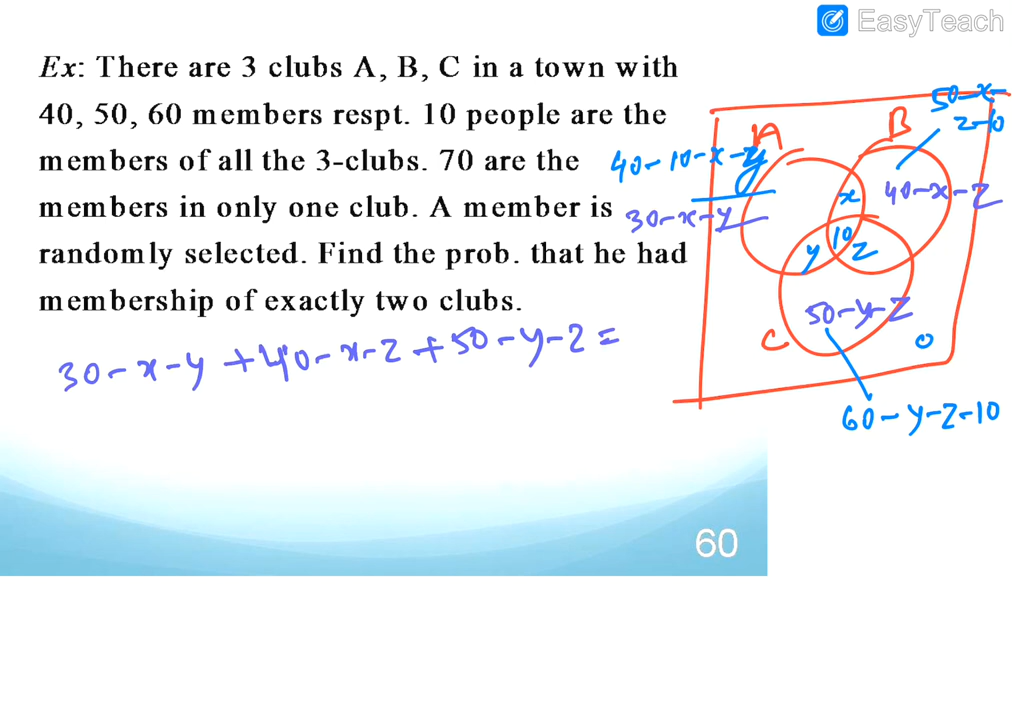 EasyTeach
Ex: There are 3 clubs A, B, C in a town with
40, 50, 60 members respt. 10 people are the
members of all the 3-clubs. 70 are the
members in only one club. A member is
randomly selected. Find the prob. that he had
membership of exactly two clubs.
30-x-y+40-x-z+50-y-z=
A
B
50-x-
z-10
40-10-x-y
30-x-y
x
40-x-z
10
y
z
50-y-z
C
0
60-y-z-10
60